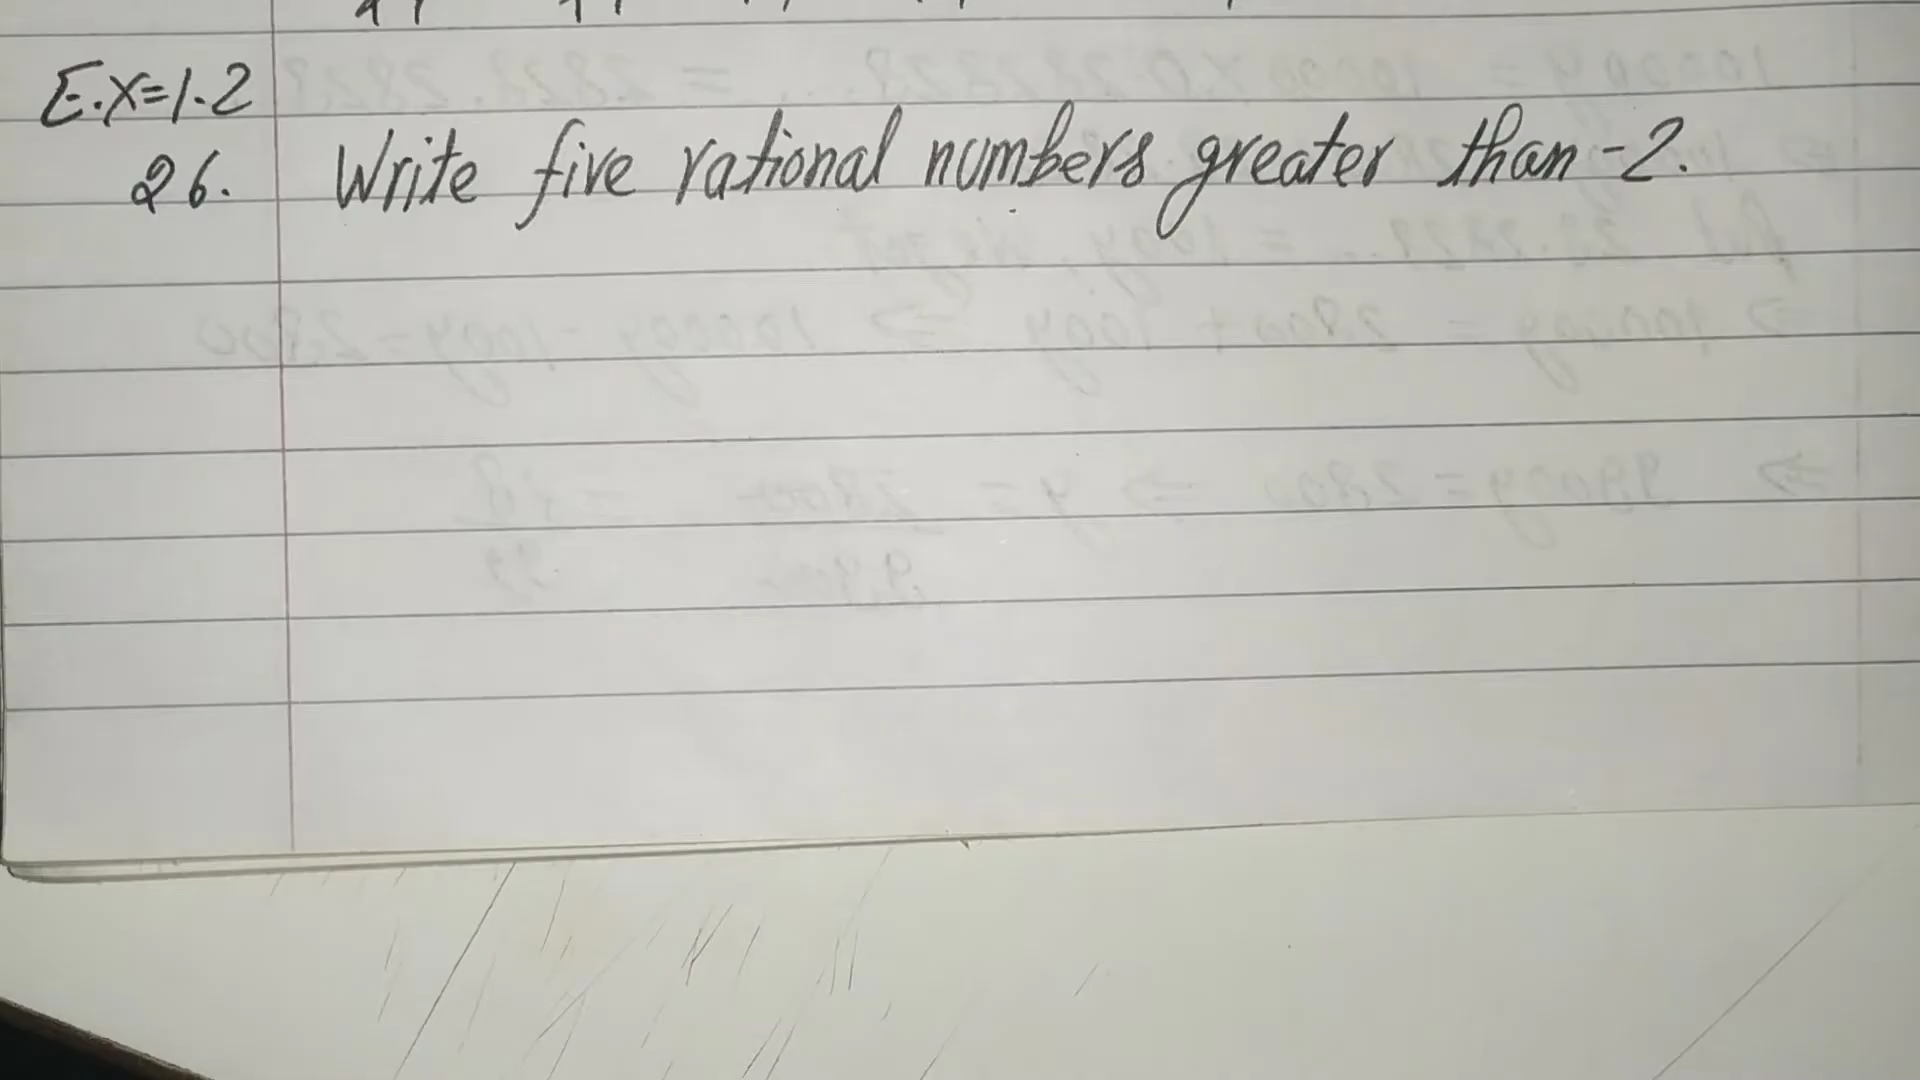 E.x=1.2
26. Write five rational numbers greater than -2.